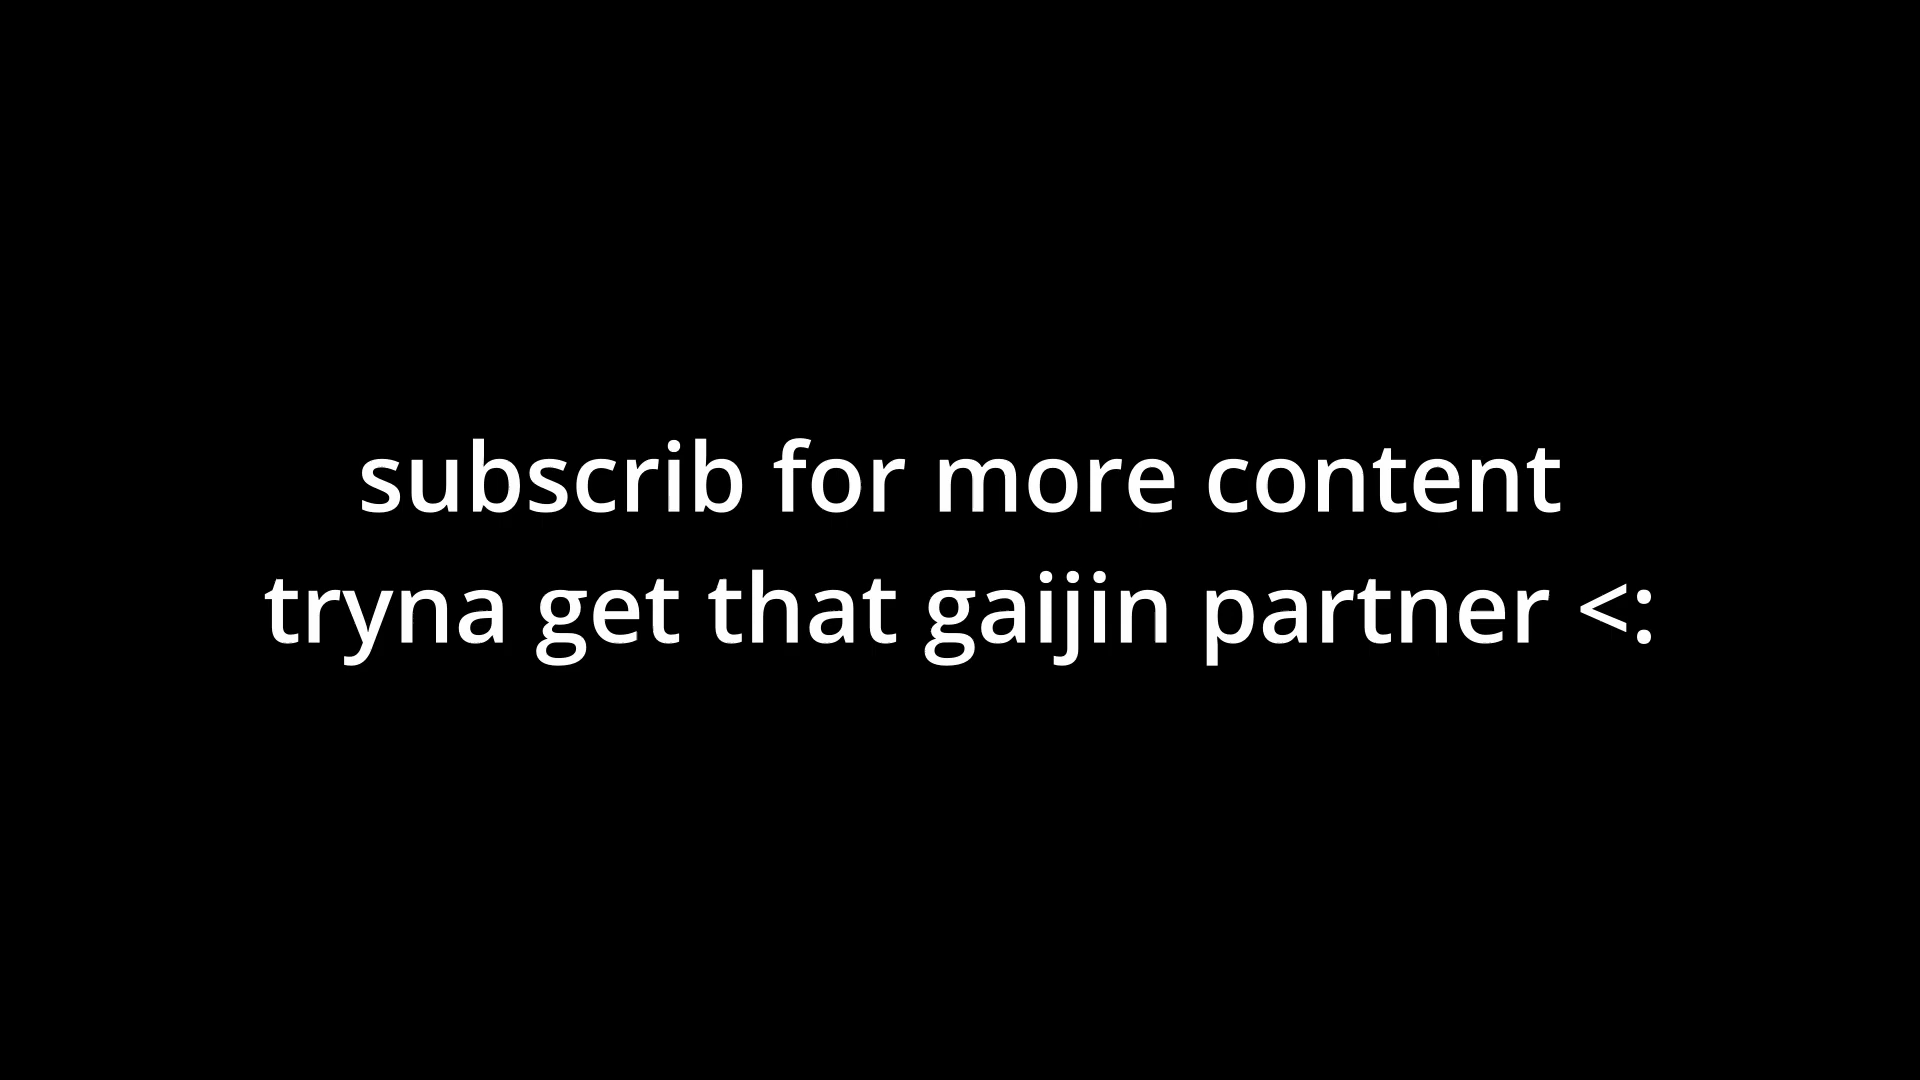 subscrib for more content
tryna get that gaijin partner <: